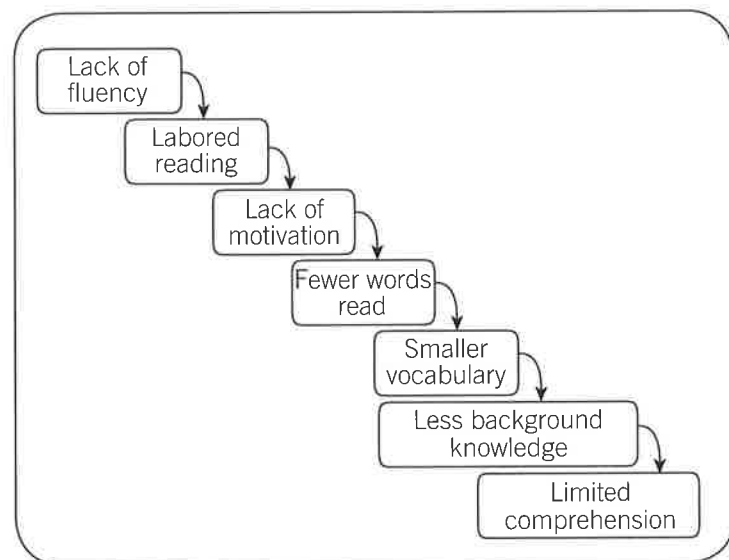 Lack of
fluency
Labored
reading
Lack of
motivation
Fewer words
read
Smaller
vocabulary
Less background
knowledge
Limited
comprehension